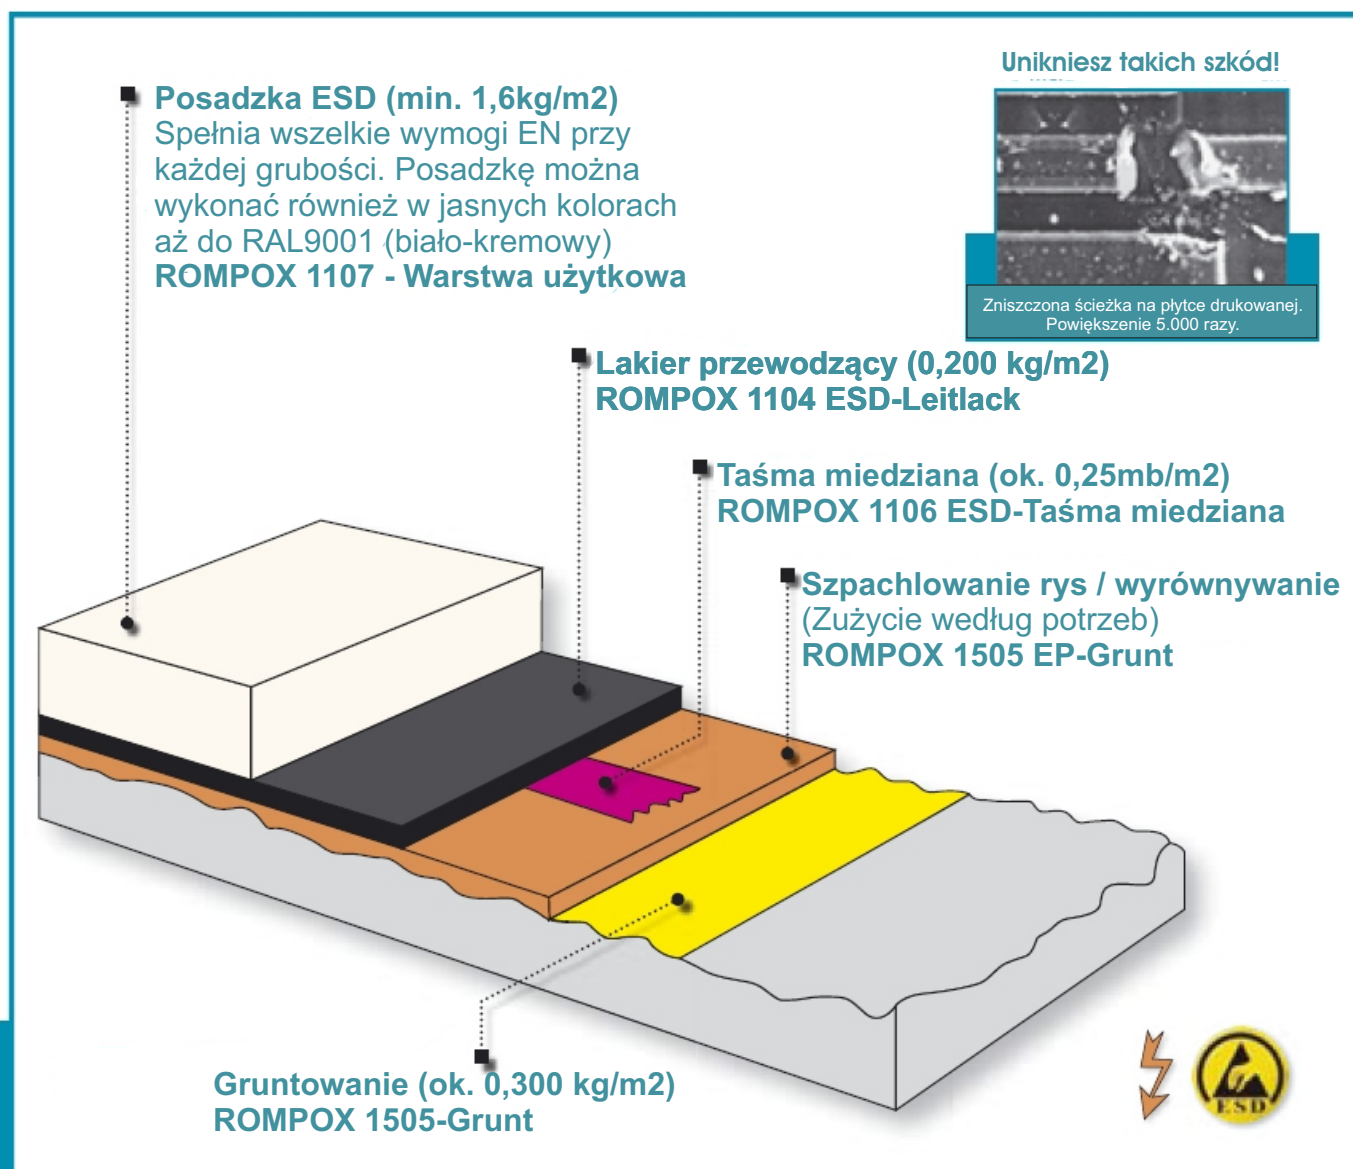 Unikniesz takich szkód!
Posadzka ESD (min. 1,6kg/m2)
Spełnia wszelkie wymogi EN przy
każdej grubości. Posadzkę można
wykonać również w jasnych kolorach
aż do RAL9001 (biało-kremowy)
ROMPOX 1107 - Warstwa użytkowa
Zniszczona ścieżka na płytce drukowanej.
Powiększenie 5.000 razy.
Lakier przewodzący (0,200 kg/m2)
ROMPOX 1104 ESD-Leitlack
Taśma miedziana (ok. 0,25mb/m2)
ROMPOX 1106 ESD-Taśma miedziana
Szpachlowanie rys / wyrównywanie
(Zużycie według potrzeb)
ROMPOX 1505 EP-Grunt
Gruntowanie (ok. 0,300 kg/m2)
ROMPOX 1505-Grunt
ESD